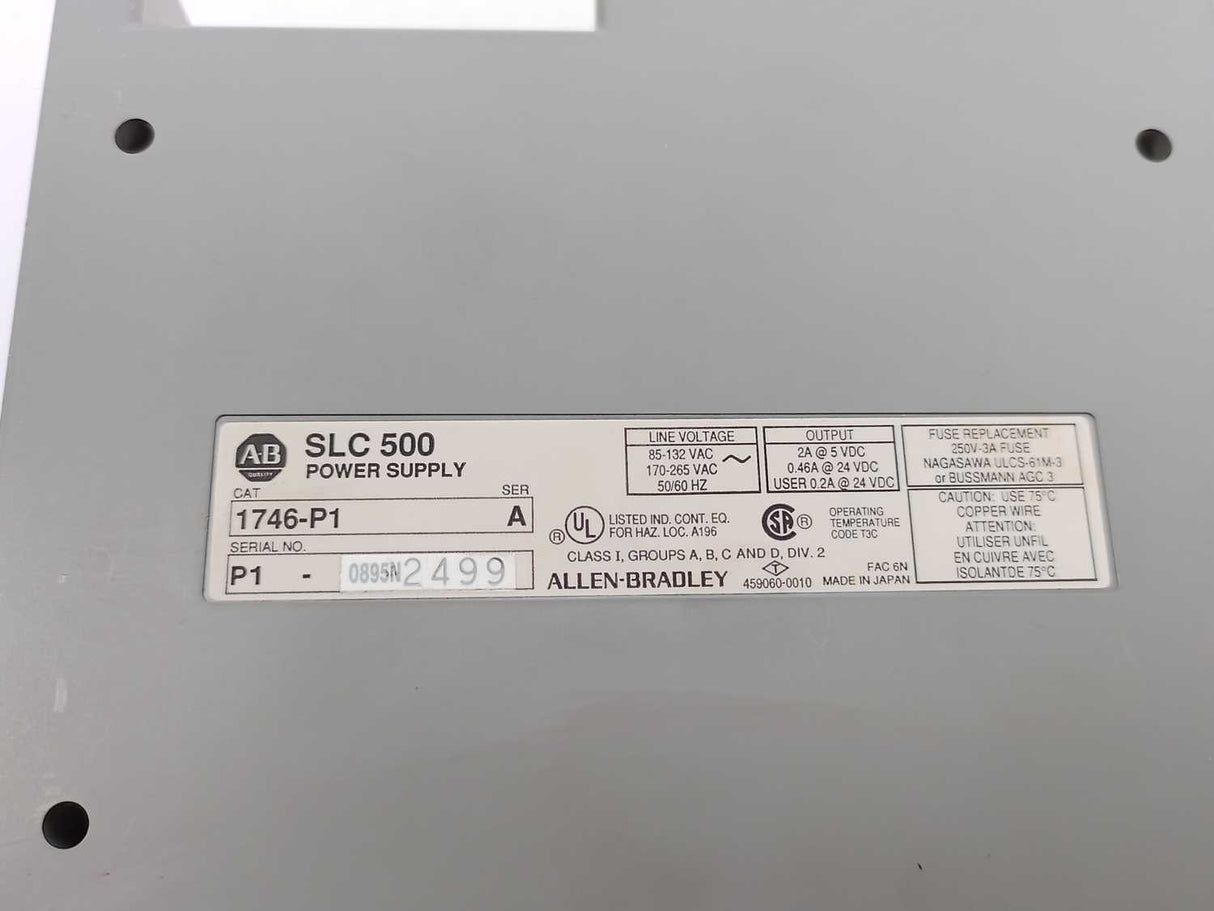 AB
QUALITY
SLC 500
POWER SUPPLY
CAT
SER
1746-P1
A
SERIAL NO.
P1 - 0895N2499
LINE VOLTAGE
85-132 VAC
170-265 VAC
50/60 HZ
OUTPUT
2A @ 5 VDC
0.46A @ 24 VDC
USER 0.2A @ 24 VDC
FUSE REPLACEMENT
250V-3A FUSE
NAGASAWA ULCS-61M-3
or BUSSMANN AGC 3
CAUTION: USE 75°C
COPPER WIRE
ATTENTION:
UTILISER UNFIL
EN CUIVRE AVEC
ISOLANTDE 75°C
® UL
LISTED IND. CONT. EQ.
FOR HAZ. LOC. A196
SA ®
OPERATING
TEMPERATURE
CODE T3C
CLASS I, GROUPS A, B, C AND D, DIV. 2
ALLEN-BRADLEY
T
459060-0010
FAC 6N
MADE IN JAPAN